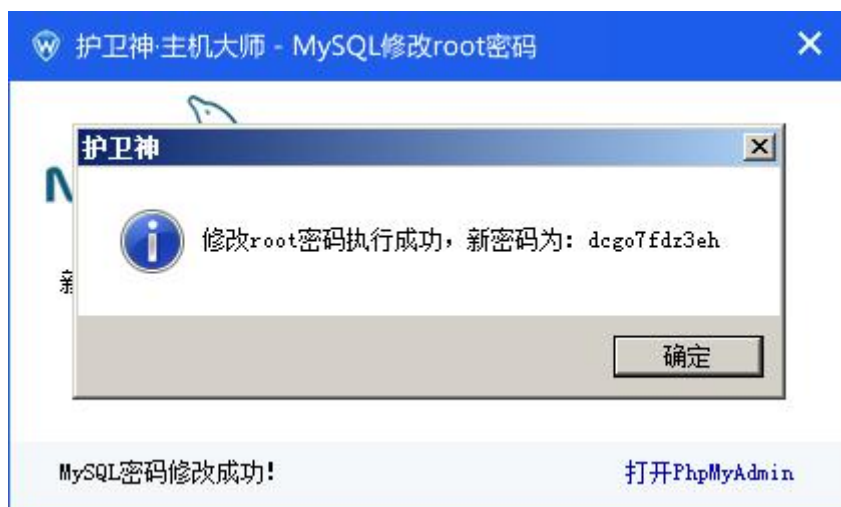 护卫神·主机大师 - MySQL修改root密码
护卫神
修改root密码执行成功，新密码为：dcgo7fdz3eh
确定
MySQL密码修改成功！
打开PhpMyAdmin